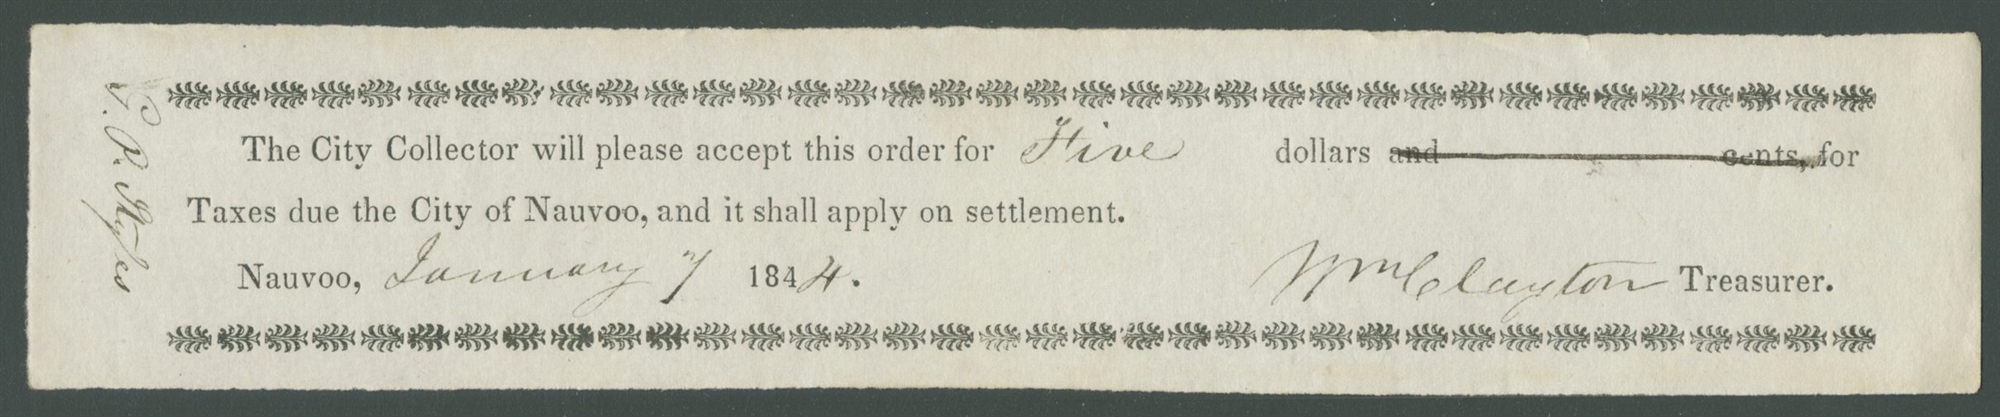 The City Collector will please accept this order for Five dollars and cents, for
Taxes due the City of Nauvoo, and it shall apply on settlement.
Nauvoo, January 7 1844. Wm Clayton Treasurer.
P. Styles